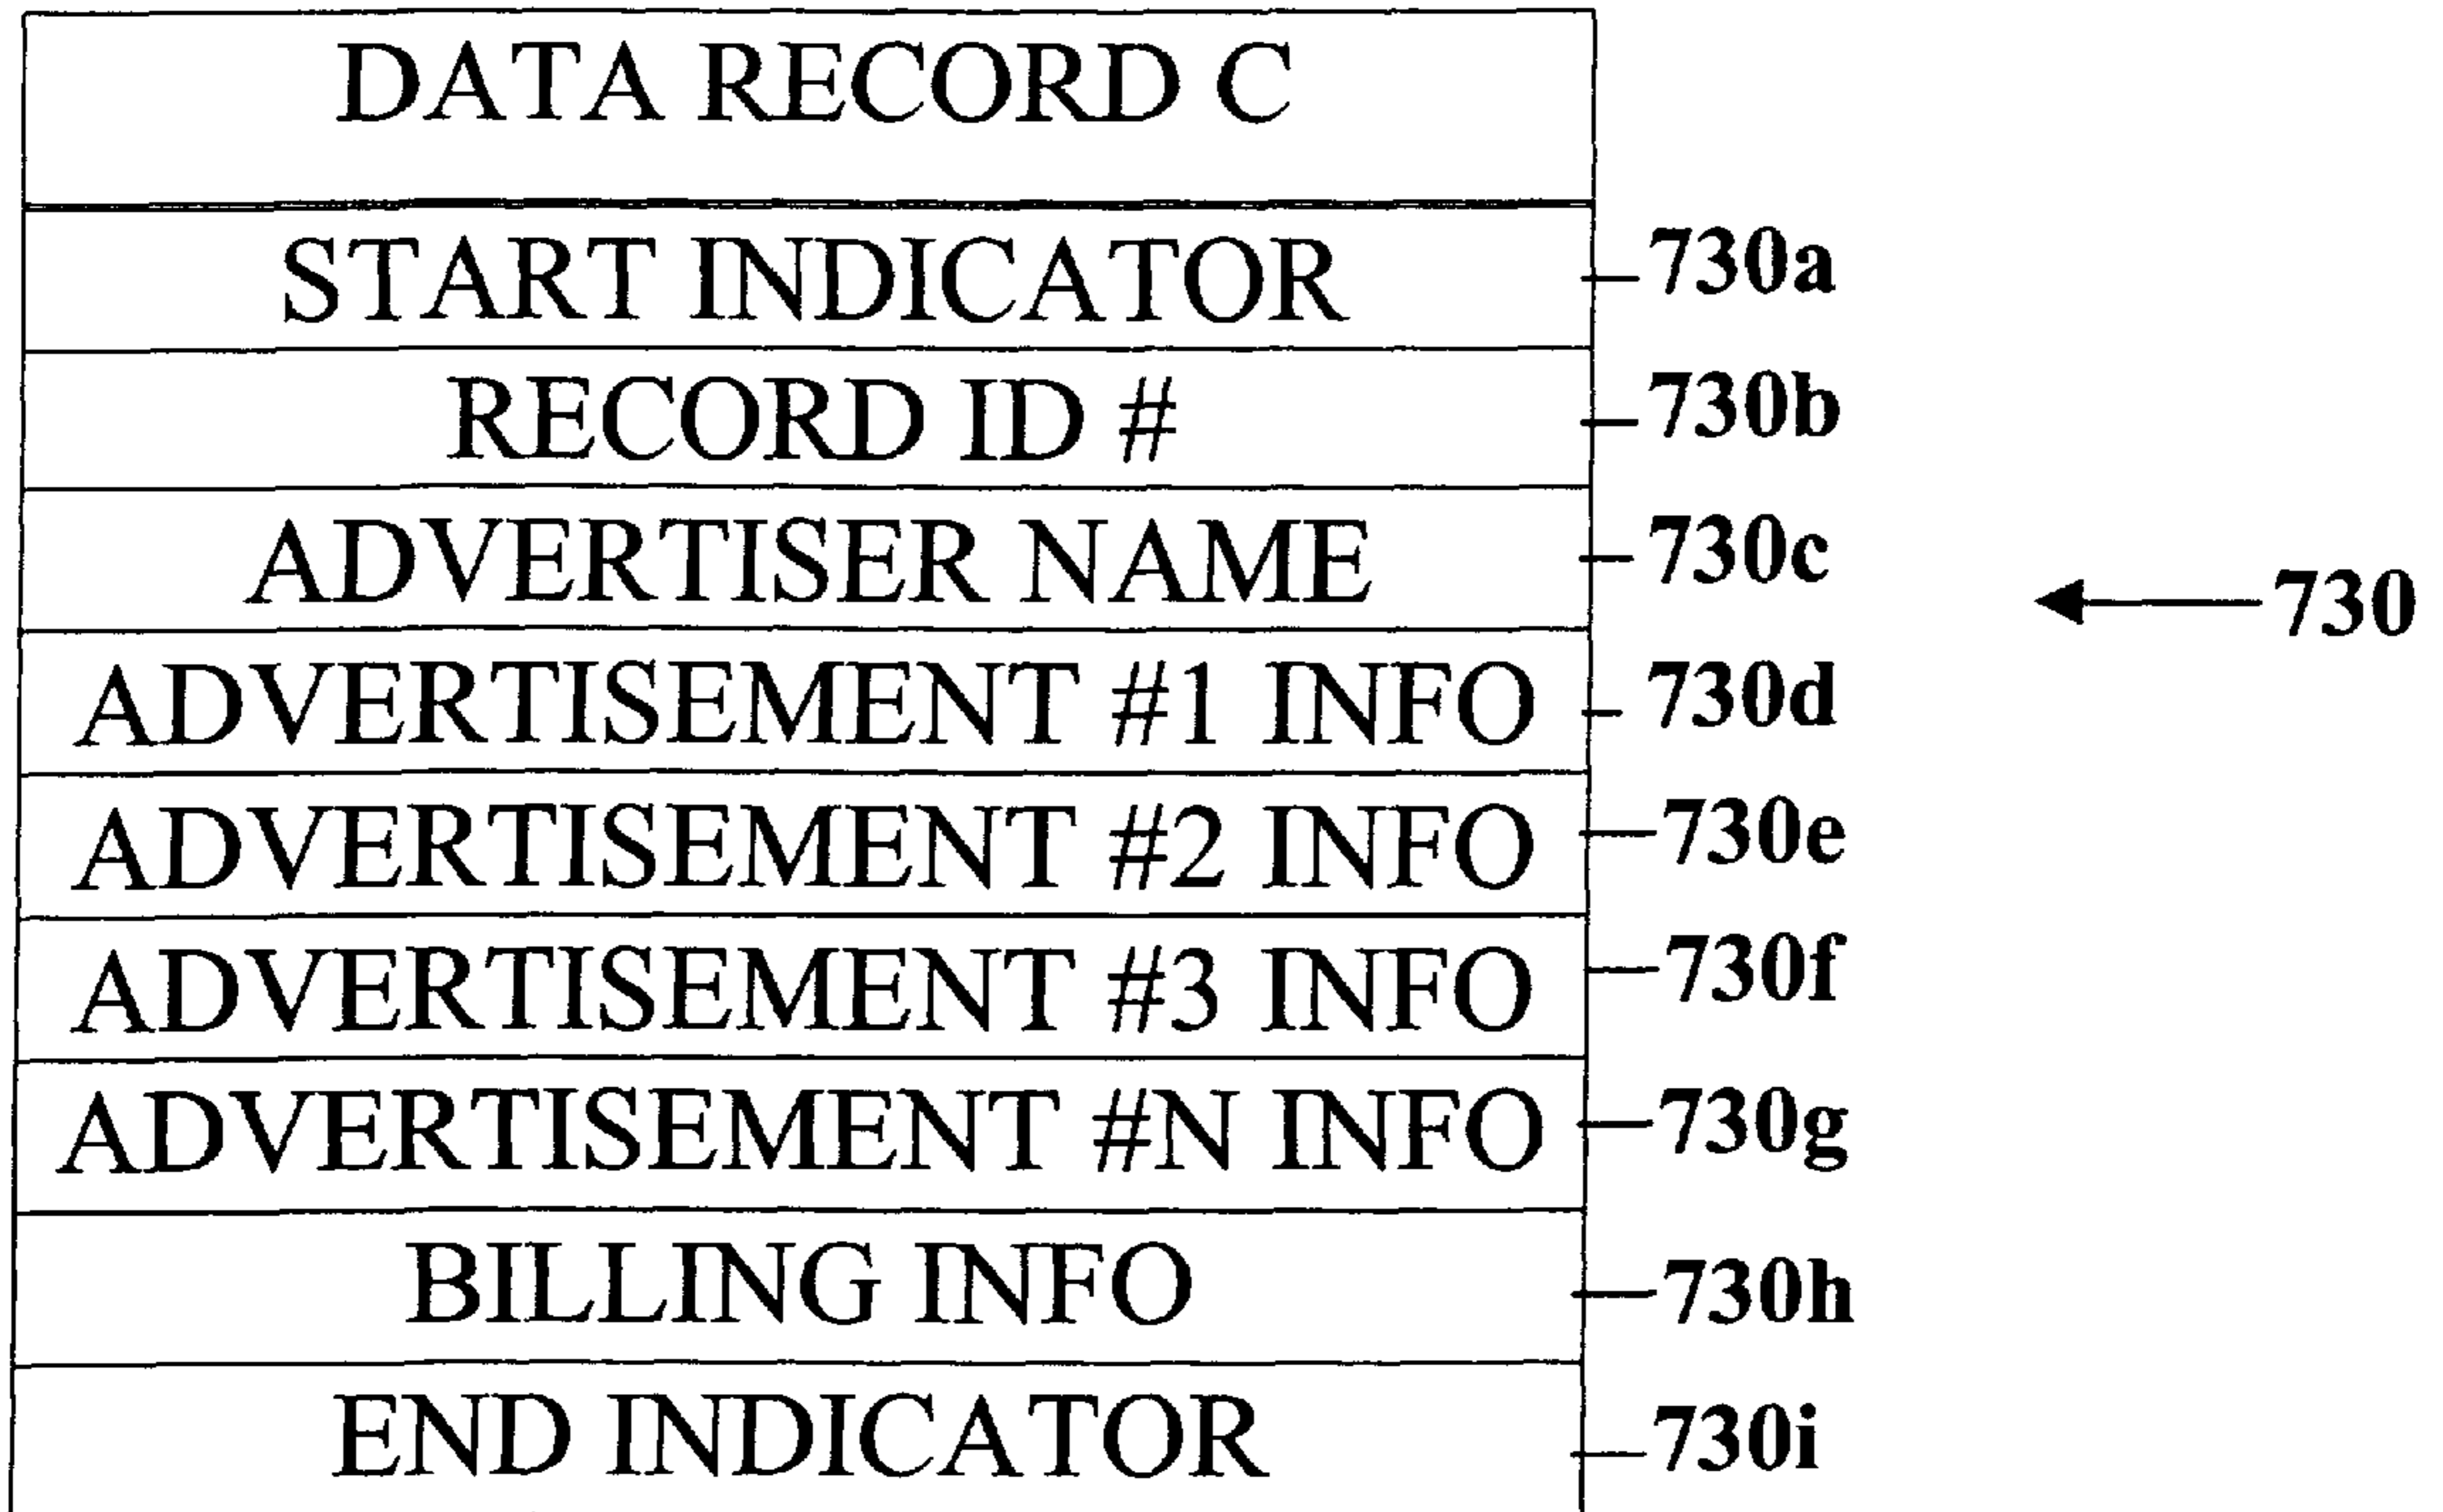 DATA RECORD C
START INDICATOR 730a
RECORD ID # 730b
ADVERTISER NAME 730c
730
ADVERTISEMENT #1 INFO 730d
ADVERTISEMENT #2 INFO 730e
ADVERTISEMENT #3 INFO 730f
ADVERTISEMENT #N INFO 730g
BILLING INFO 730h
END INDICATOR 730i